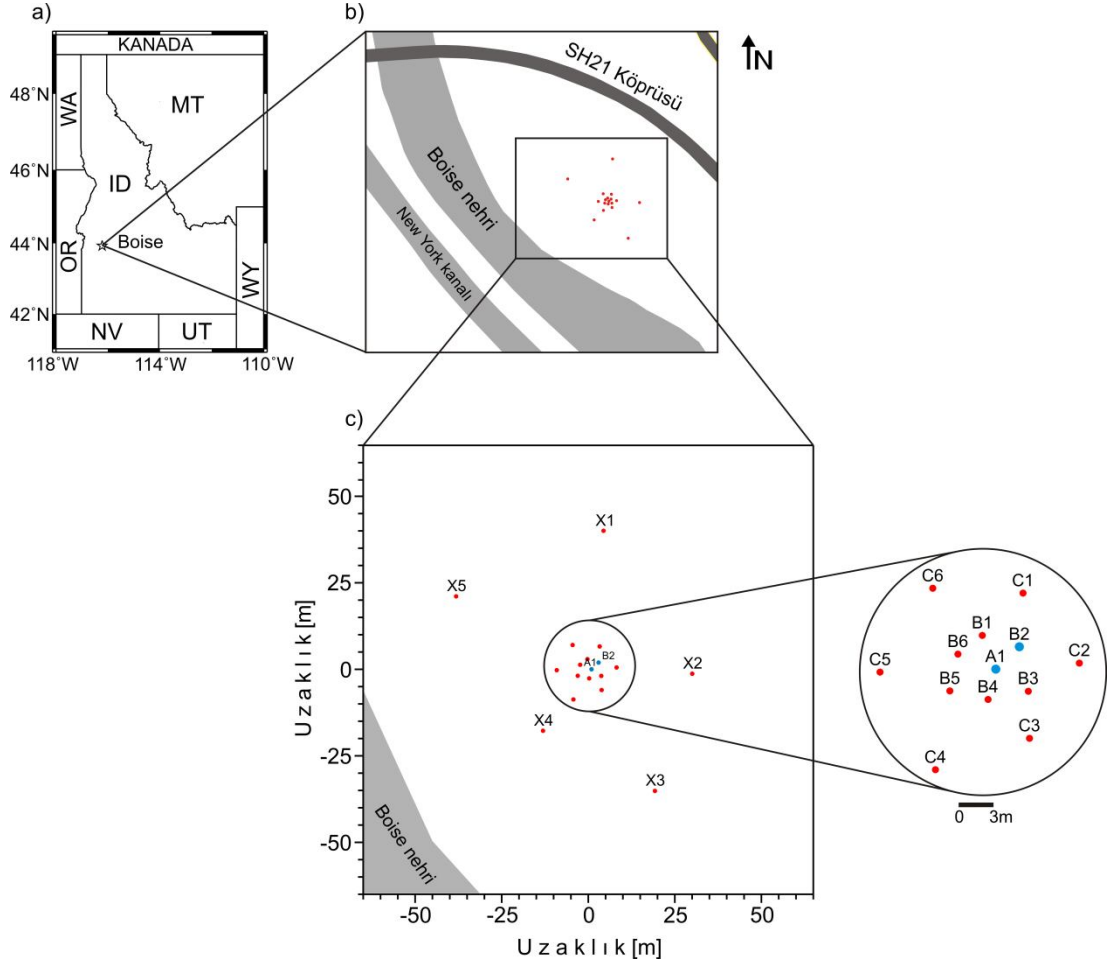 a)
KANADA
48°N
WA
MT
46°N
ID
44°N
Boise
OR
WY
42°N
NV
UT
118°W
114°W
110°W
b)
N
SH21 Köprüsü
Boise nehri
New York kanalı
c)
50
25
0
-25
-50
Uzaklık [m]
X1
X5
A1
B2
X2
X4
X3
Boise nehri
-50
-25
0
25
50
Uzaklık [m]
C6
C1
B1
B2
B6
A1
C2
C5
B5
B4
B3
C3
C4
0 3m